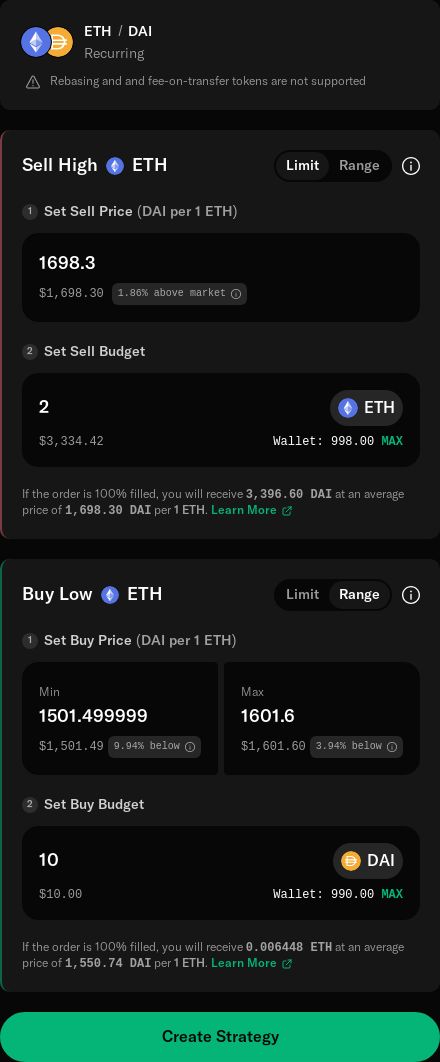 ETH / DAI
Recurring
Rebasing and and fee-on-transfer tokens are not supported
Sell High ETH Limit Range
1 Set Sell Price (DAI per 1 ETH)
1698.3
$1,698.30 1.86% above market
2 Set Sell Budget
2 ETH
$3,334.42 Wallet: 998.00 MAX
If the order is 100% filled, you will receive 3,396.60 DAI at an average
price of 1,698.30 DAI per 1 ETH. Learn More
Buy Low ETH Limit Range
1 Set Buy Price (DAI per 1 ETH)
Min Max
1501.499999 1601.6
$1,501.49 9.94% below $1,601.60 3.94% below
2 Set Buy Budget
10 DAI
$10.00 Wallet: 990.00 MAX
If the order is 100% filled, you will receive 0.006448 ETH at an average
price of 1,550.74 DAI per 1 ETH. Learn More
Create Strategy